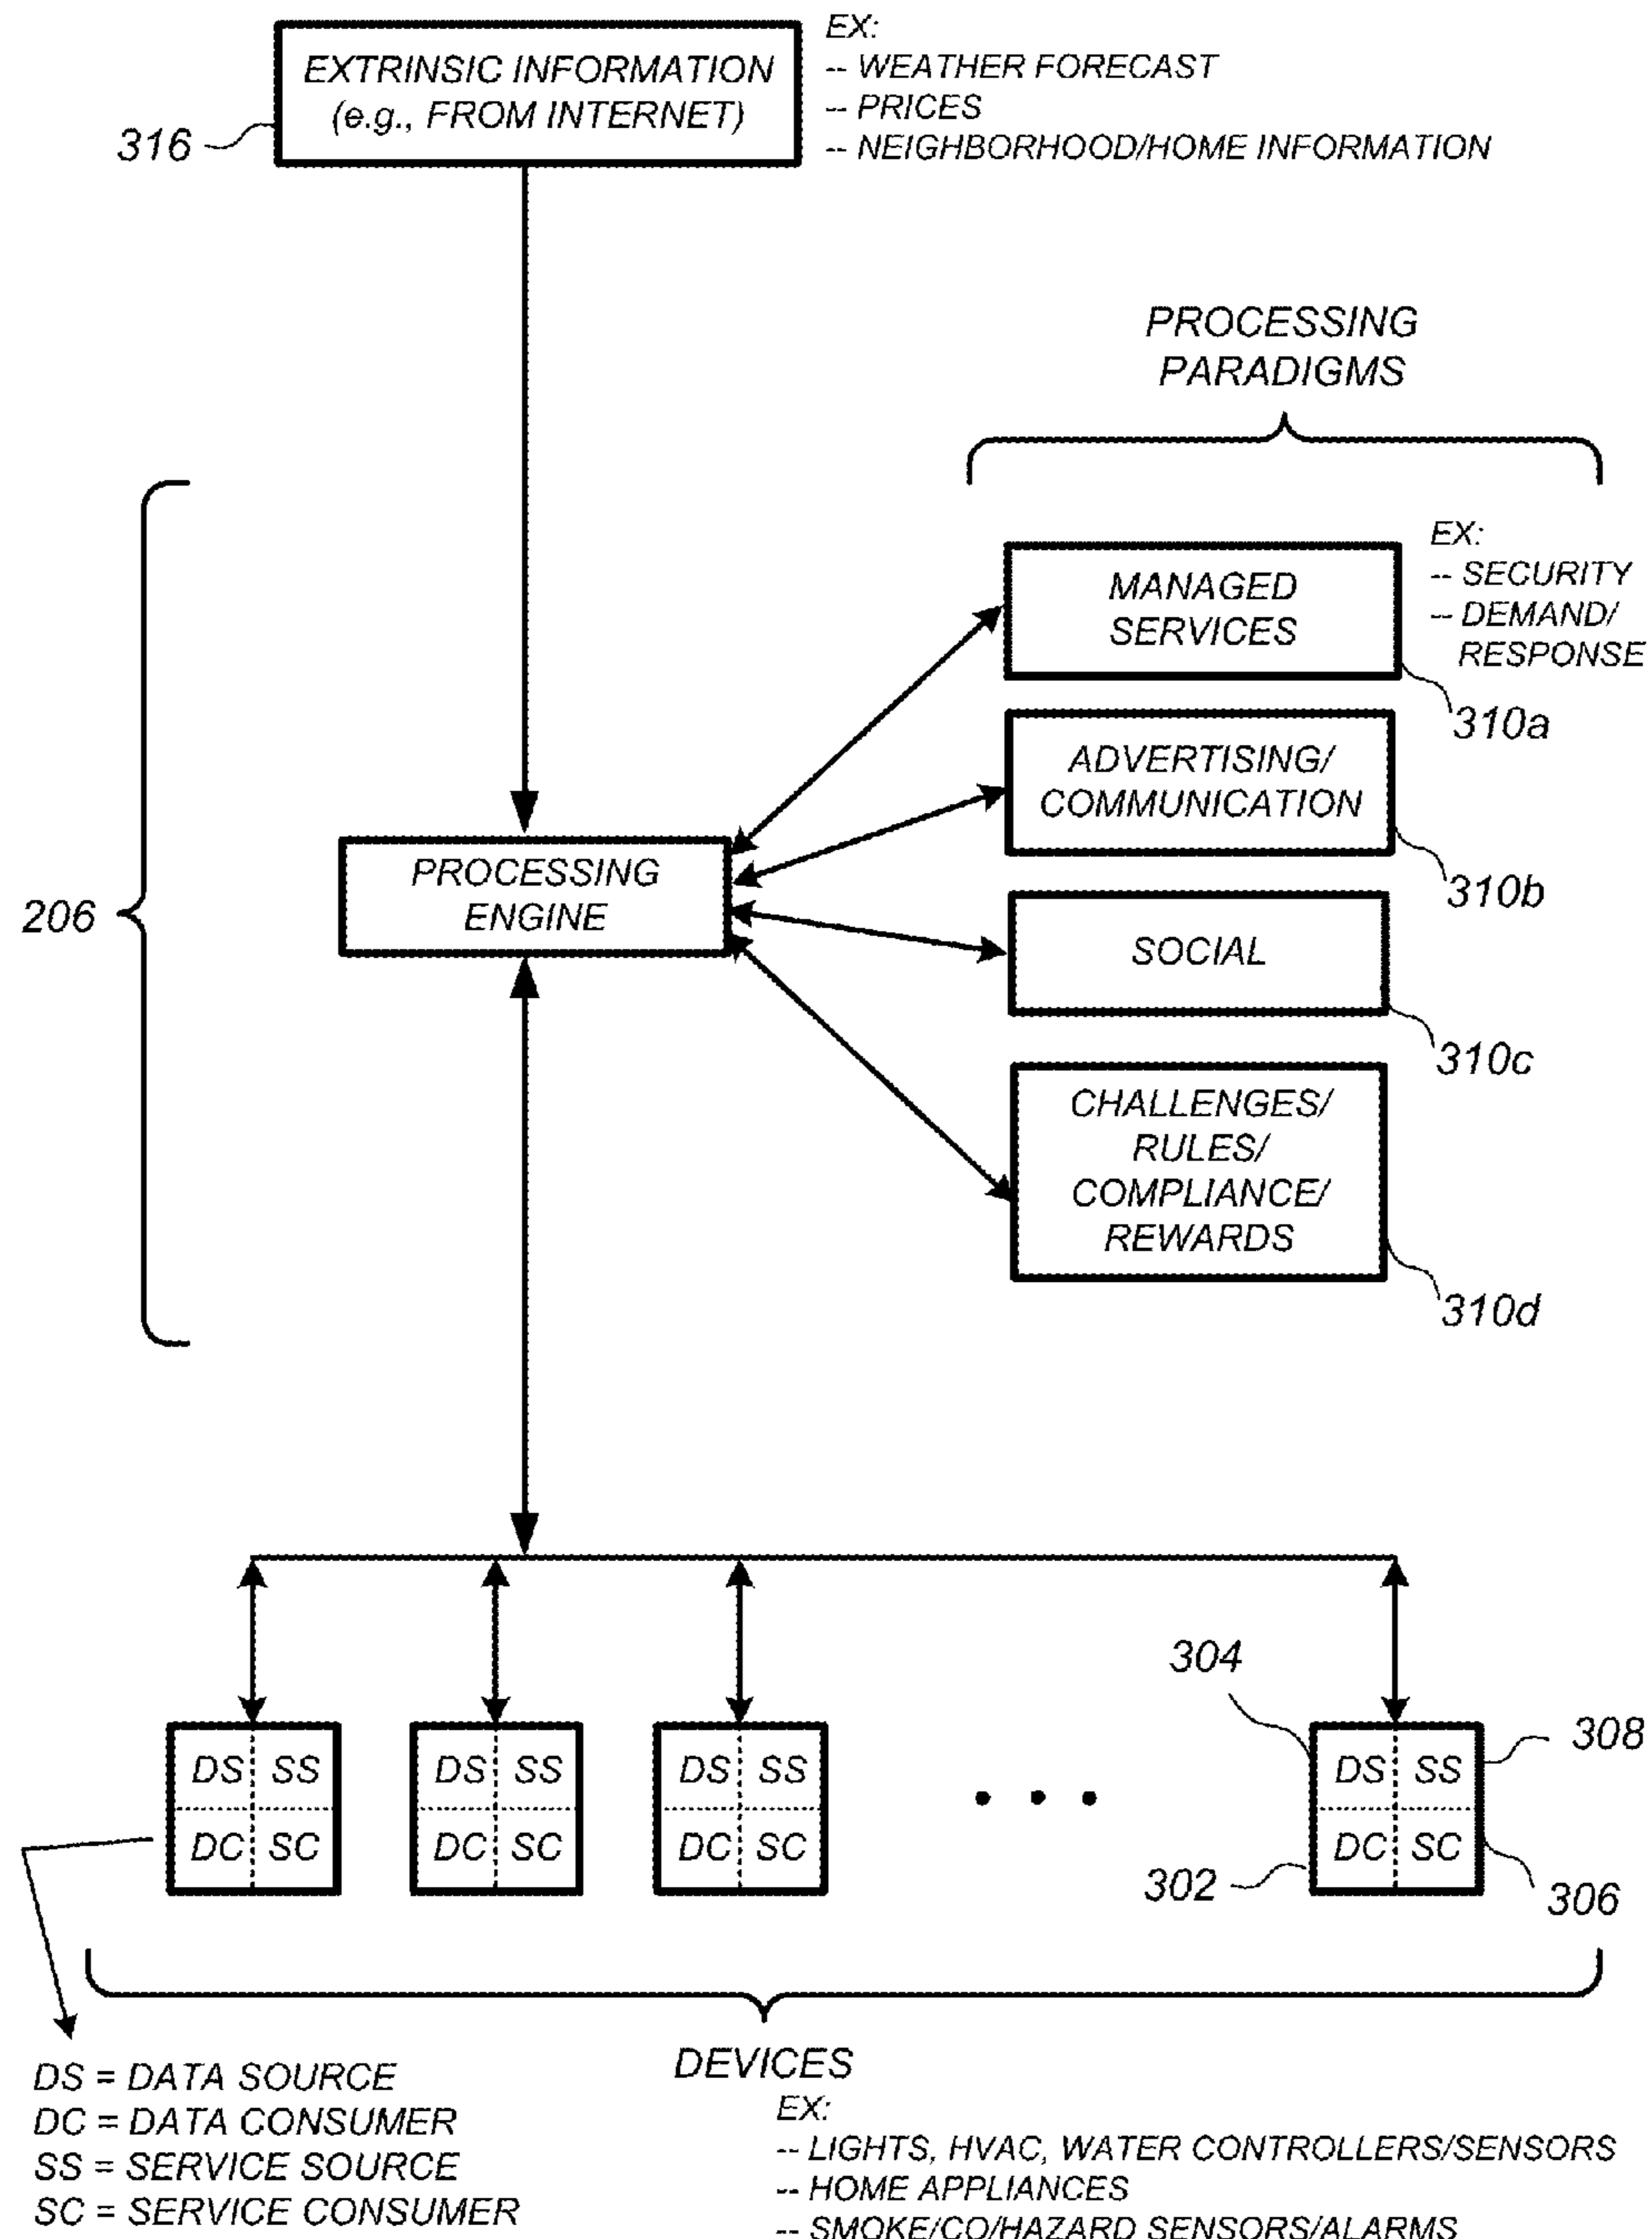 EXTRINSIC INFORMATION
(e.g., FROM INTERNET)
316
EX:
-- WEATHER FORECAST
-- PRICES
-- NEIGHBORHOOD/HOME INFORMATION
PROCESSING
PARADIGMS
206
MANAGED
SERVICES
EX:
-- SECURITY
-- DEMAND/
RESPONSE
310a
ADVERTISING/
COMMUNICATION
310b
PROCESSING
ENGINE
SOCIAL
310c
CHALLENGES/
RULES/
COMPLIANCE/
REWARDS
310d
304
308
DS SS
DC SC
DS SS
DC SC
DS SS
DC SC
• • •
DS SS
DC SC
302
306
DS = DATA SOURCE
DC = DATA CONSUMER
SS = SERVICE SOURCE
SC = SERVICE CONSUMER
DEVICES
EX:
-- LIGHTS, HVAC, WATER CONTROLLERS/SENSORS
-- HOME APPLIANCES
-- SMOKE/CO/HAZARD SENSORS/ALARMS